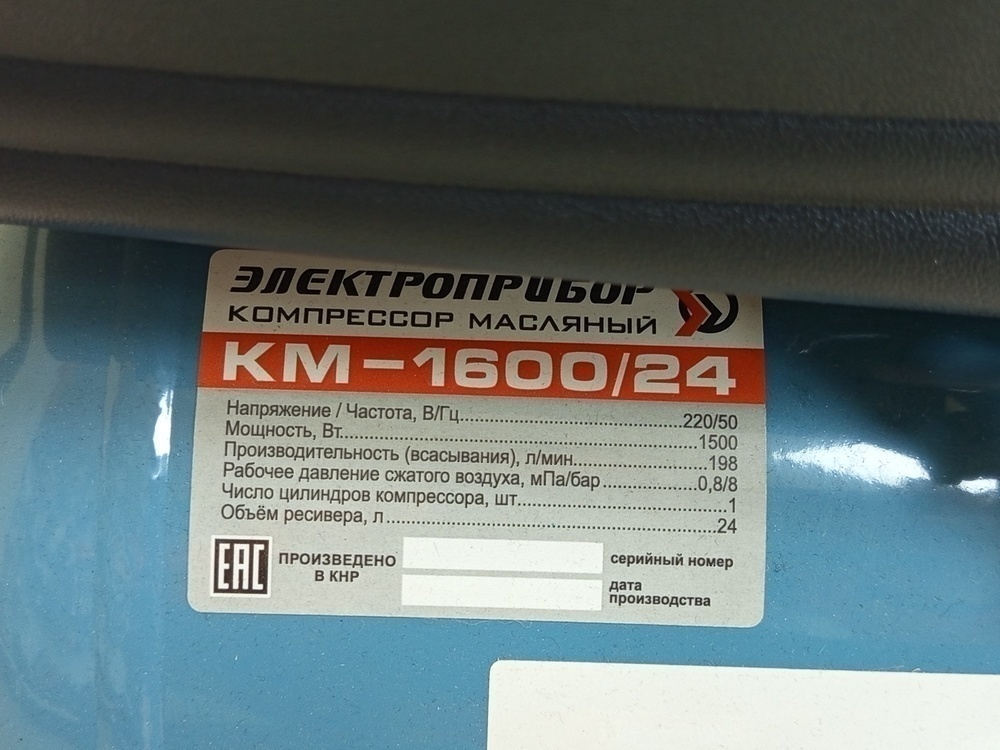 ЭЛЕКТРОПРИБОР
КОМПРЕССОР МАСЛЯНЫЙ
КМ-1600/24
Напряжение / Частота, В/Гц 220/50
Мощность, Вт 1500
Производительность (всасывания), л/мин. 198
Рабочее давление сжатого воздуха, мПа/бар 0,8/8
Число цилиндров компрессора, шт. 1
Объём ресивера, л 24
EAC
ПРОИЗВЕДЕНО
В КНР
серийный номер
дата
производства